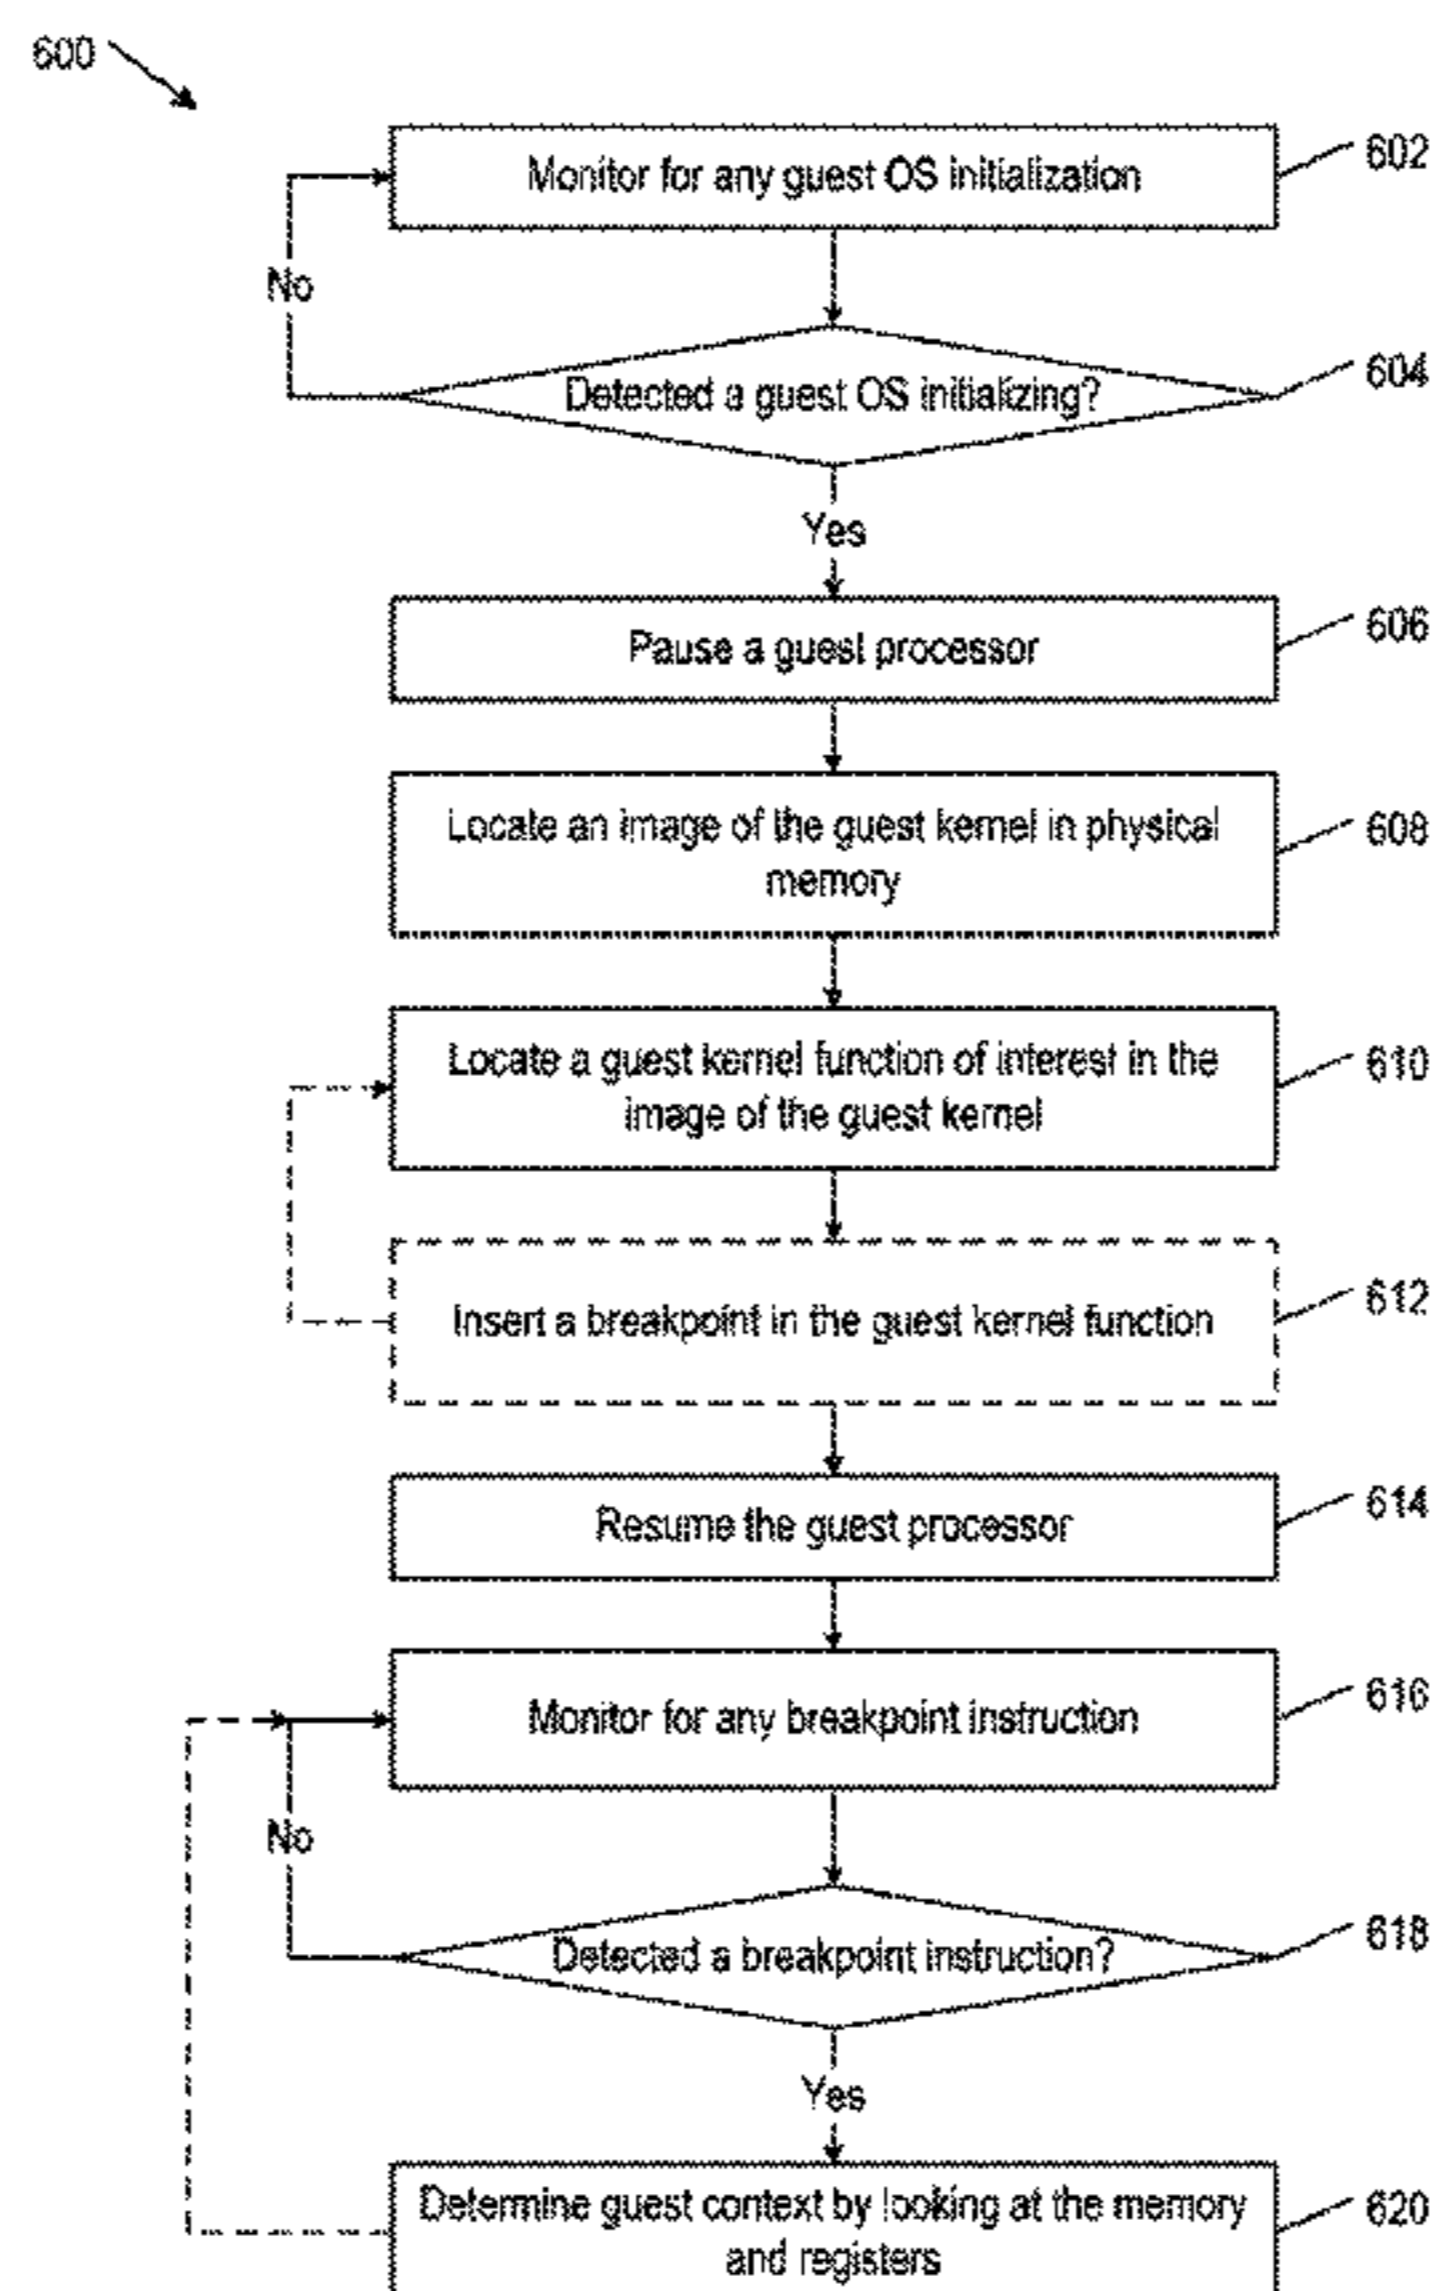 600
Monitor for any guest OS initialization
602
No
Detected a guest OS initializing?
604
Yes
Pause a guest processor
606
Locate an image of the guest kernel in physical
memory
608
Locate a guest kernel function of interest in the
image of the guest kernel
610
Insert a breakpoint in the guest kernel function
612
Resume the guest processor
614
Monitor for any breakpoint instruction
616
No
Detected a breakpoint instruction?
618
Yes
Determine guest context by looking at the memory
and registers
620